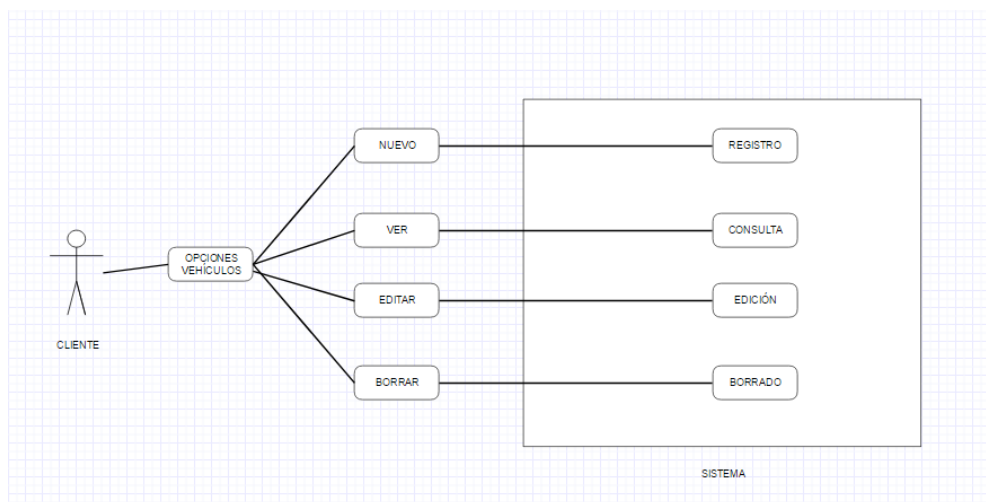 NUEVO
REGISTRO
VER
CONSULTA
OPCIONES
VEHÍCULOS
EDITAR
EDICIÓN
CLIENTE
BORRAR
BORRADO
SISTEMA